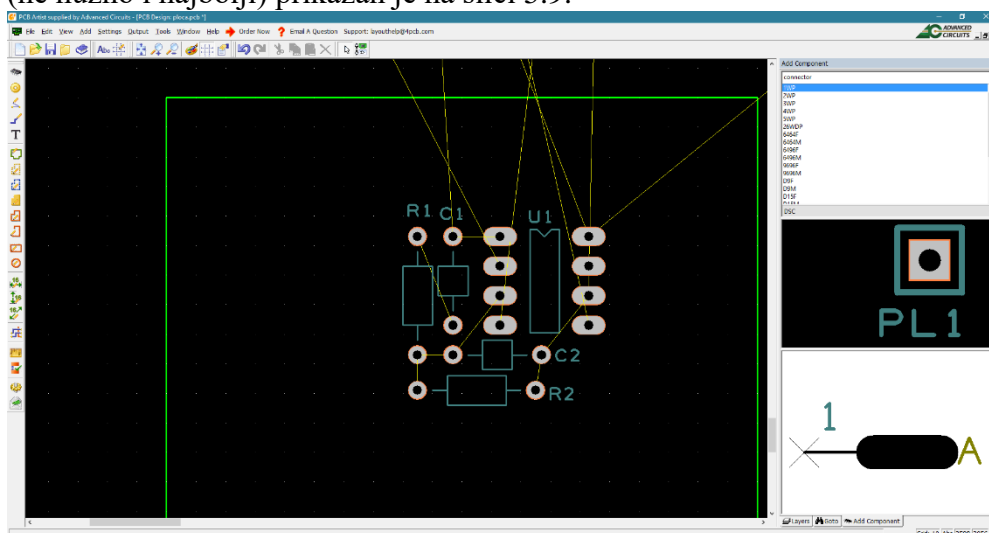 (ne nužno i najbolji) prikazan je na slici 3.9.
PCB Artist supplied by Advanced Circuits - [PCB Design: ploca.pcb *]
File Edit View Add Settings Output Tools Window Help Order Now ? Email A Question Support: layouthelp@4pcb.com
ADVANCED
CIRCUITS
Add Component
connector
1WP
2WP
3WP
4WP
5WP
26WDP
6464F
6464M
6496F
6496M
9696F
9696M
D9F
D9M
D15F
DSC
R1 C1 U1
C2
R2
PL1
1
A
Layers Goto Add Component